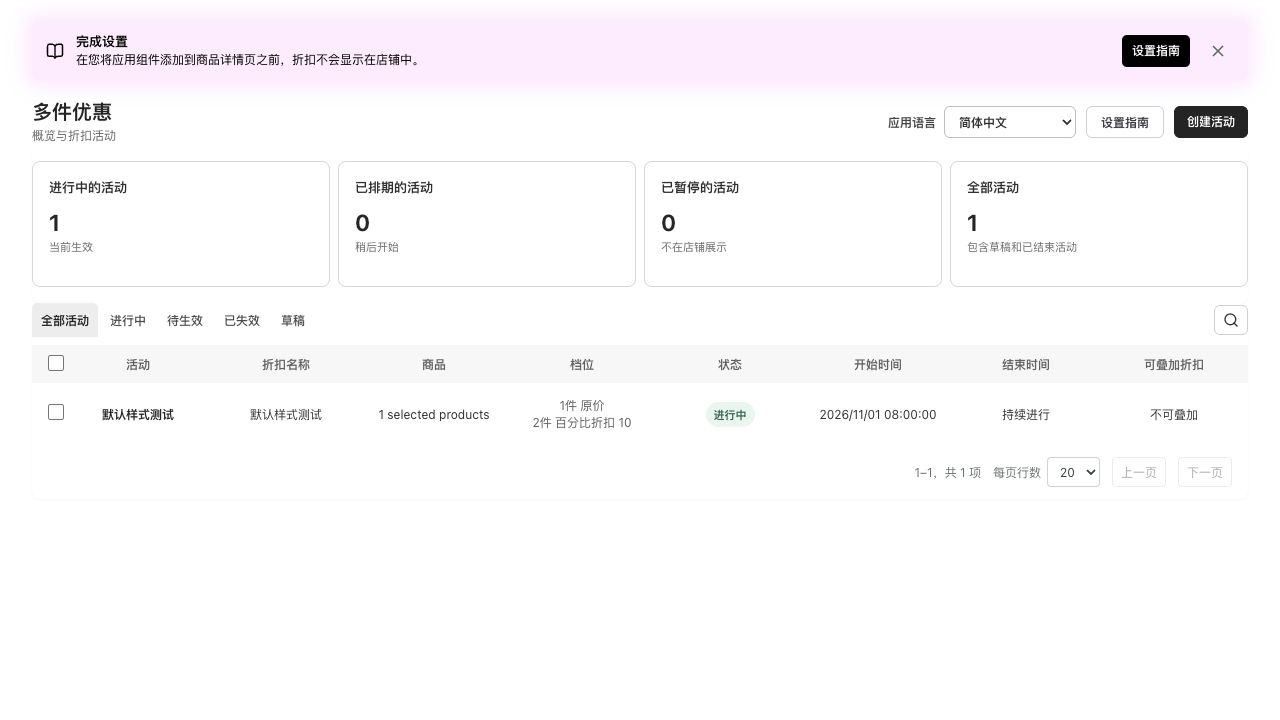 完成设置
在您将应用组件添加到商品详情页之前，折扣不会显示在店铺中。
设置指南
多件优惠
概览与折扣活动
应用语言
简体中文
设置指南
创建活动
进行中的活动
1
当前生效
已排期的活动
0
稍后开始
已暂停的活动
0
不在店铺展示
全部活动
1
包含草稿和已结束活动
全部活动 进行中 待生效 已失效 草稿
活动 折扣名称 商品 档位 状态 开始时间 结束时间 可叠加折扣
默认样式测试 默认样式测试 1 selected products 1件 原价
2件 百分比折扣 10
进行中 2026/11/01 08:00:00 持续进行 不可叠加
1–1，共 1 项 每页行数 20 上一页 下一页